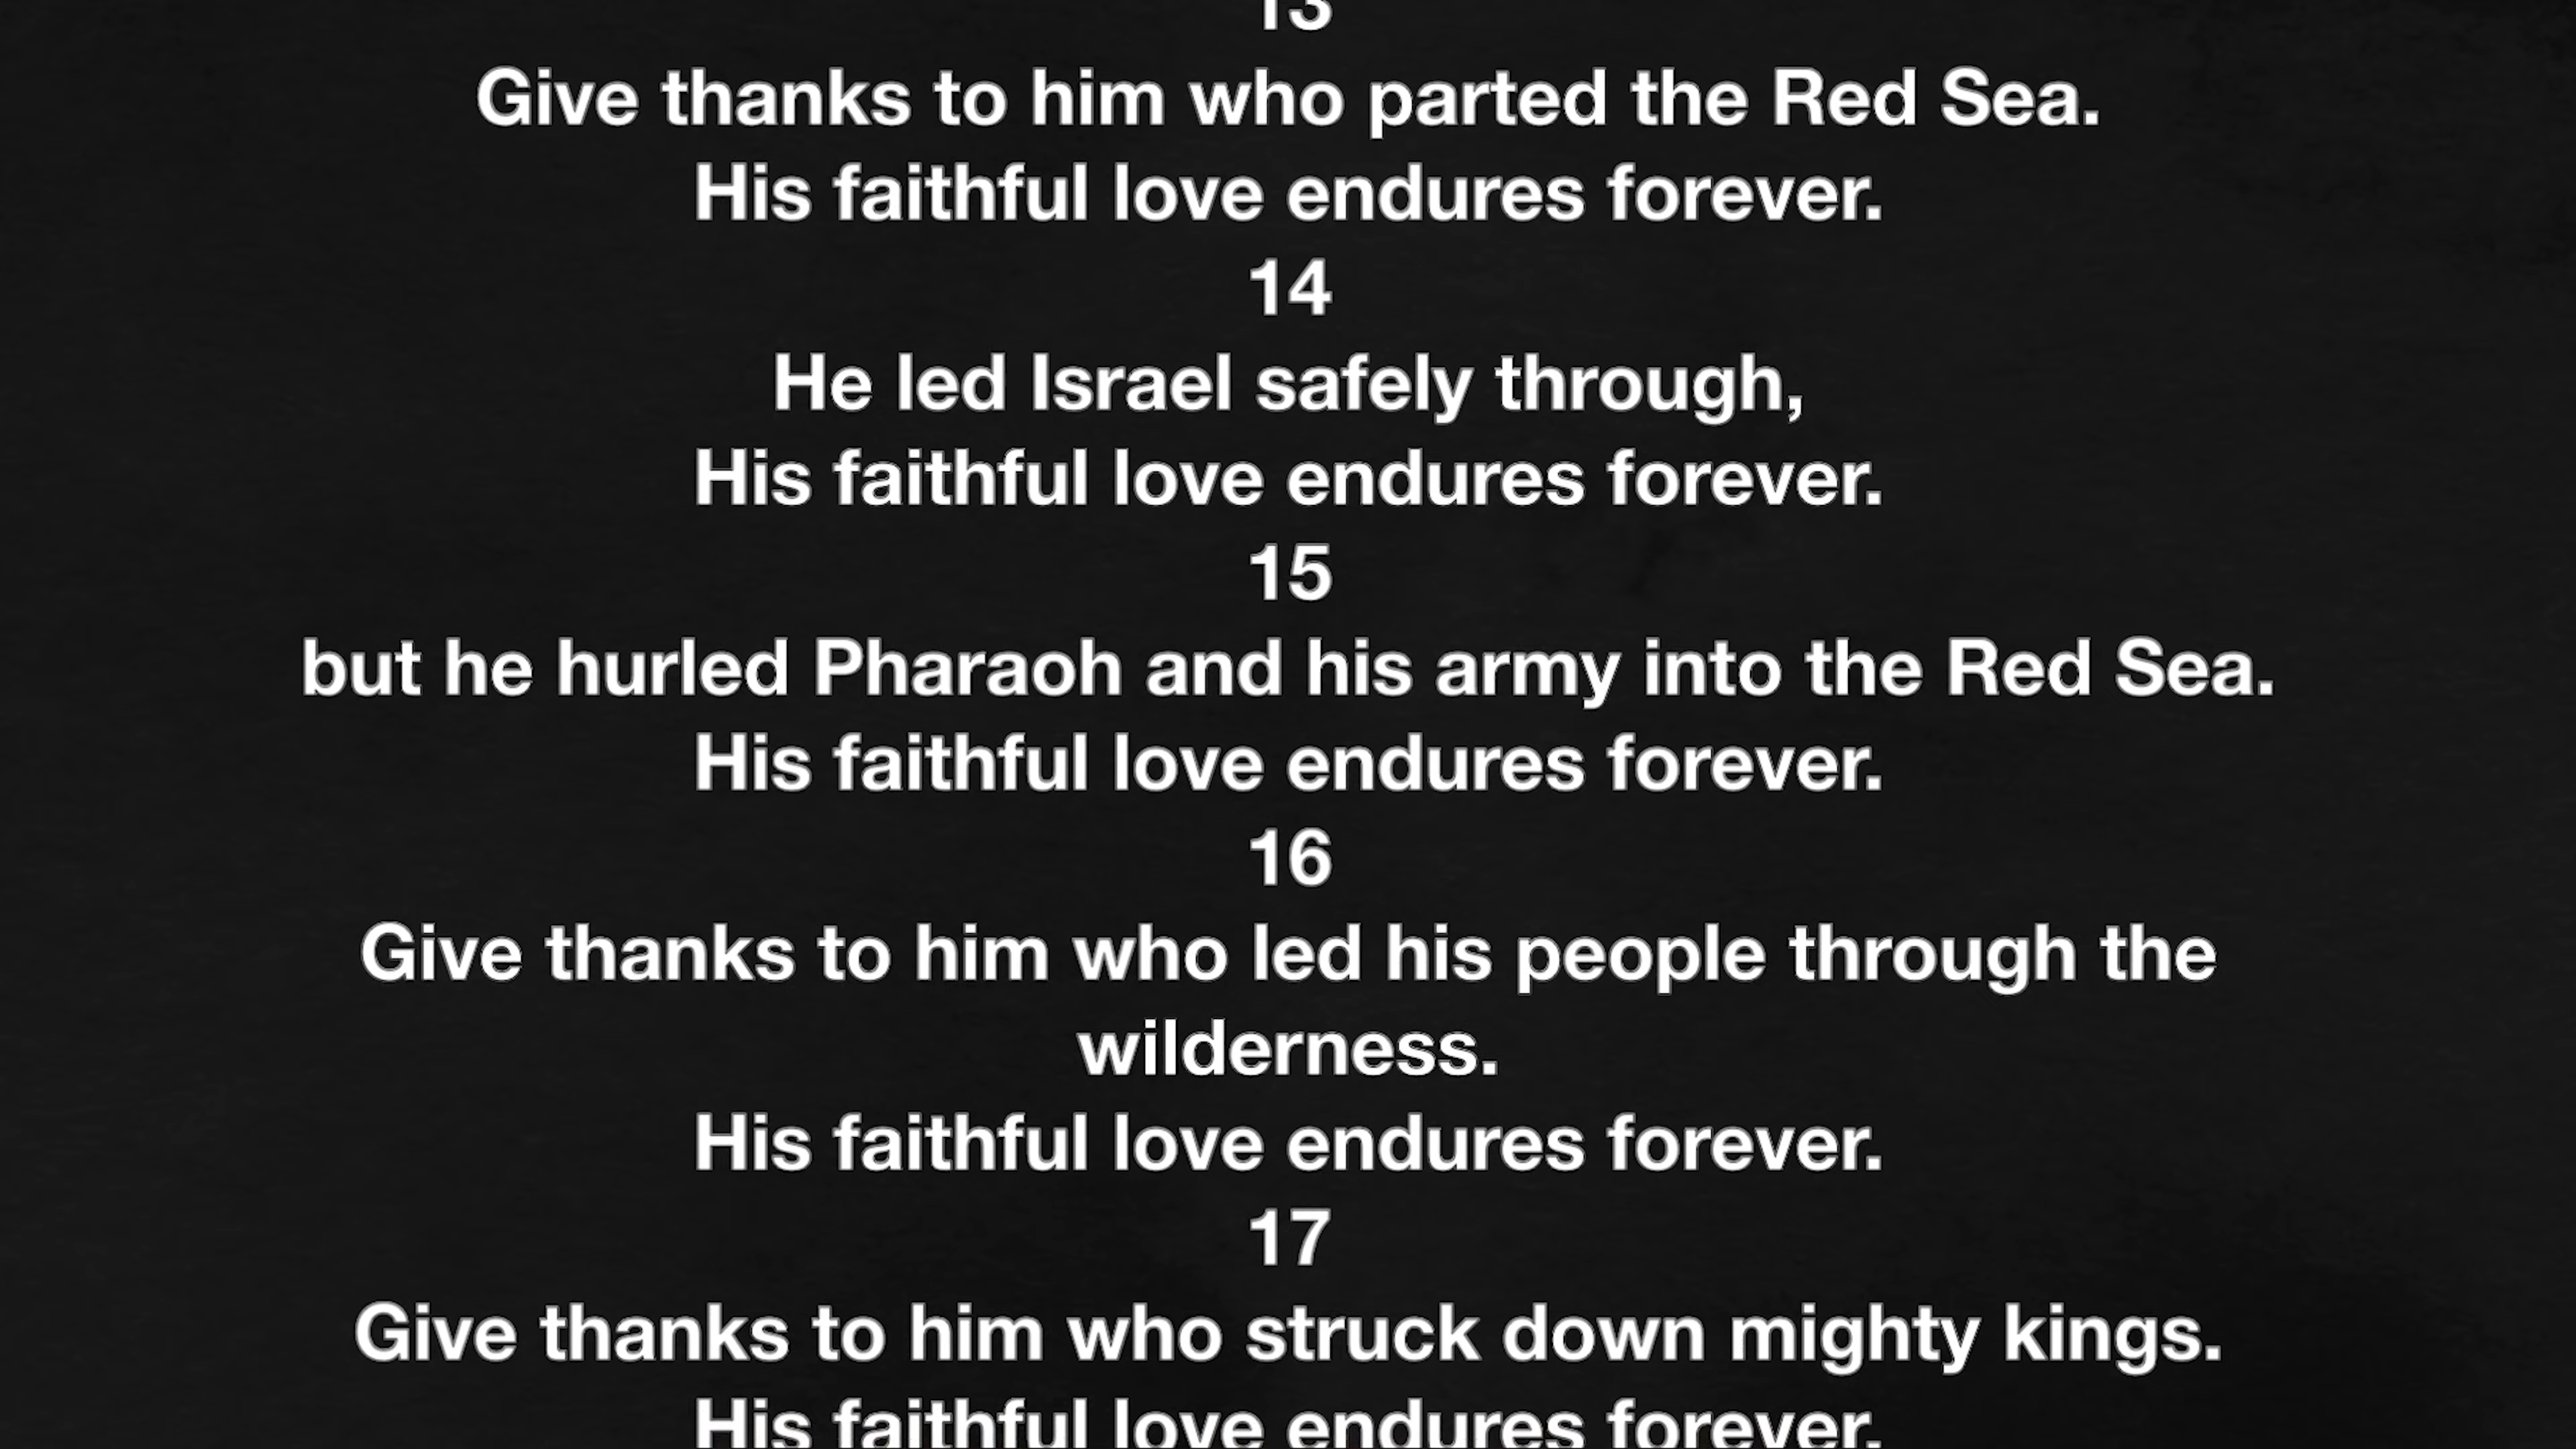 13
Give thanks to him who parted the Red Sea.
His faithful love endures forever.
14
He led Israel safely through,
His faithful love endures forever.
15
but he hurled Pharaoh and his army into the Red Sea.
His faithful love endures forever.
16
Give thanks to him who led his people through the
wilderness.
His faithful love endures forever.
17
Give thanks to him who struck down mighty kings.
His faithful love endures forever.